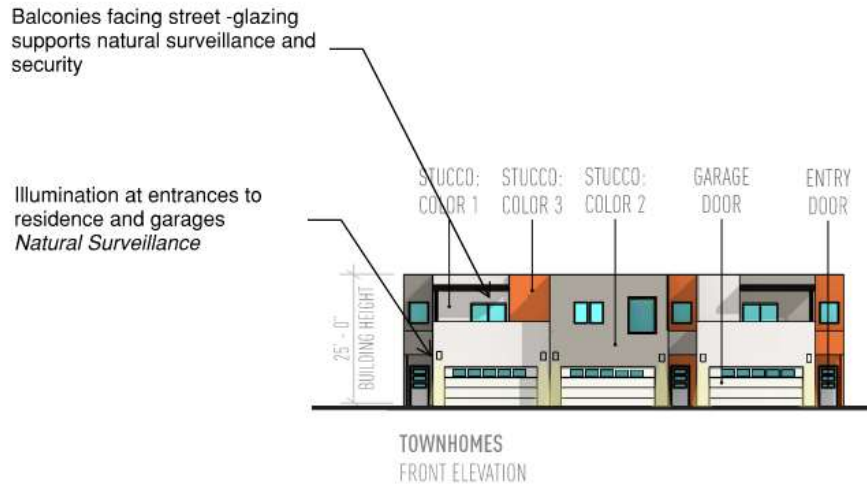 Balconies facing street -glazing
supports natural surveillance and
security
Illumination at entrances to
residence and garages
Natural Surveillance
STUCCO:
COLOR 1
STUCCO:
COLOR 3
STUCCO:
COLOR 2
GARAGE
DOOR
ENTRY
DOOR
25' - 0"
BUILDING HEIGHT
TOWNHOMES
FRONT ELEVATION